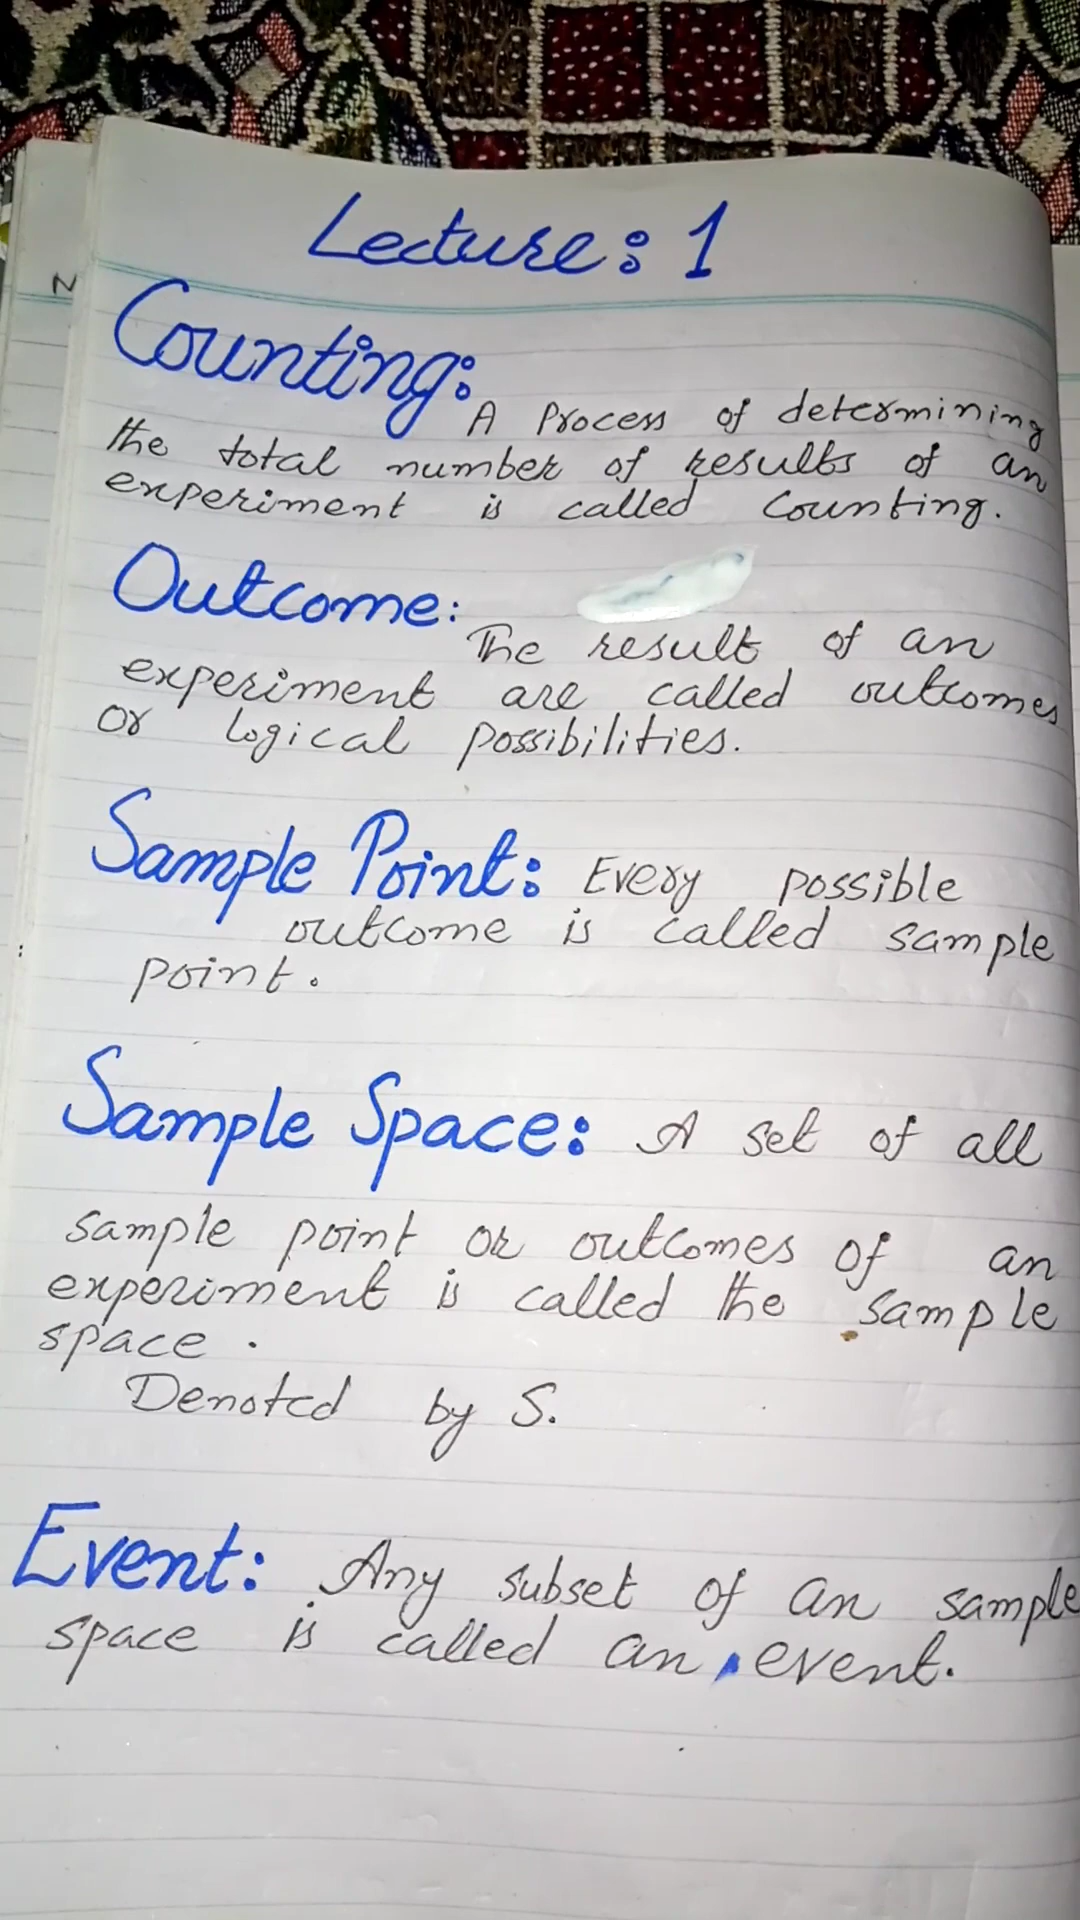 Lecture: 1
N
Counting:
A Process of determining
the total number of results of an
experiment is called Counting.
Outcome:
The result of an
experiment are called outcomes
or logical possibilities.
Sample Point: Every possible
outcome is called sample
point.
Sample Space: A set of all
sample point or outcomes of an
experiment is called the sample
space.
Denoted by S.
Event: Any subset of an sample
space is called an event.